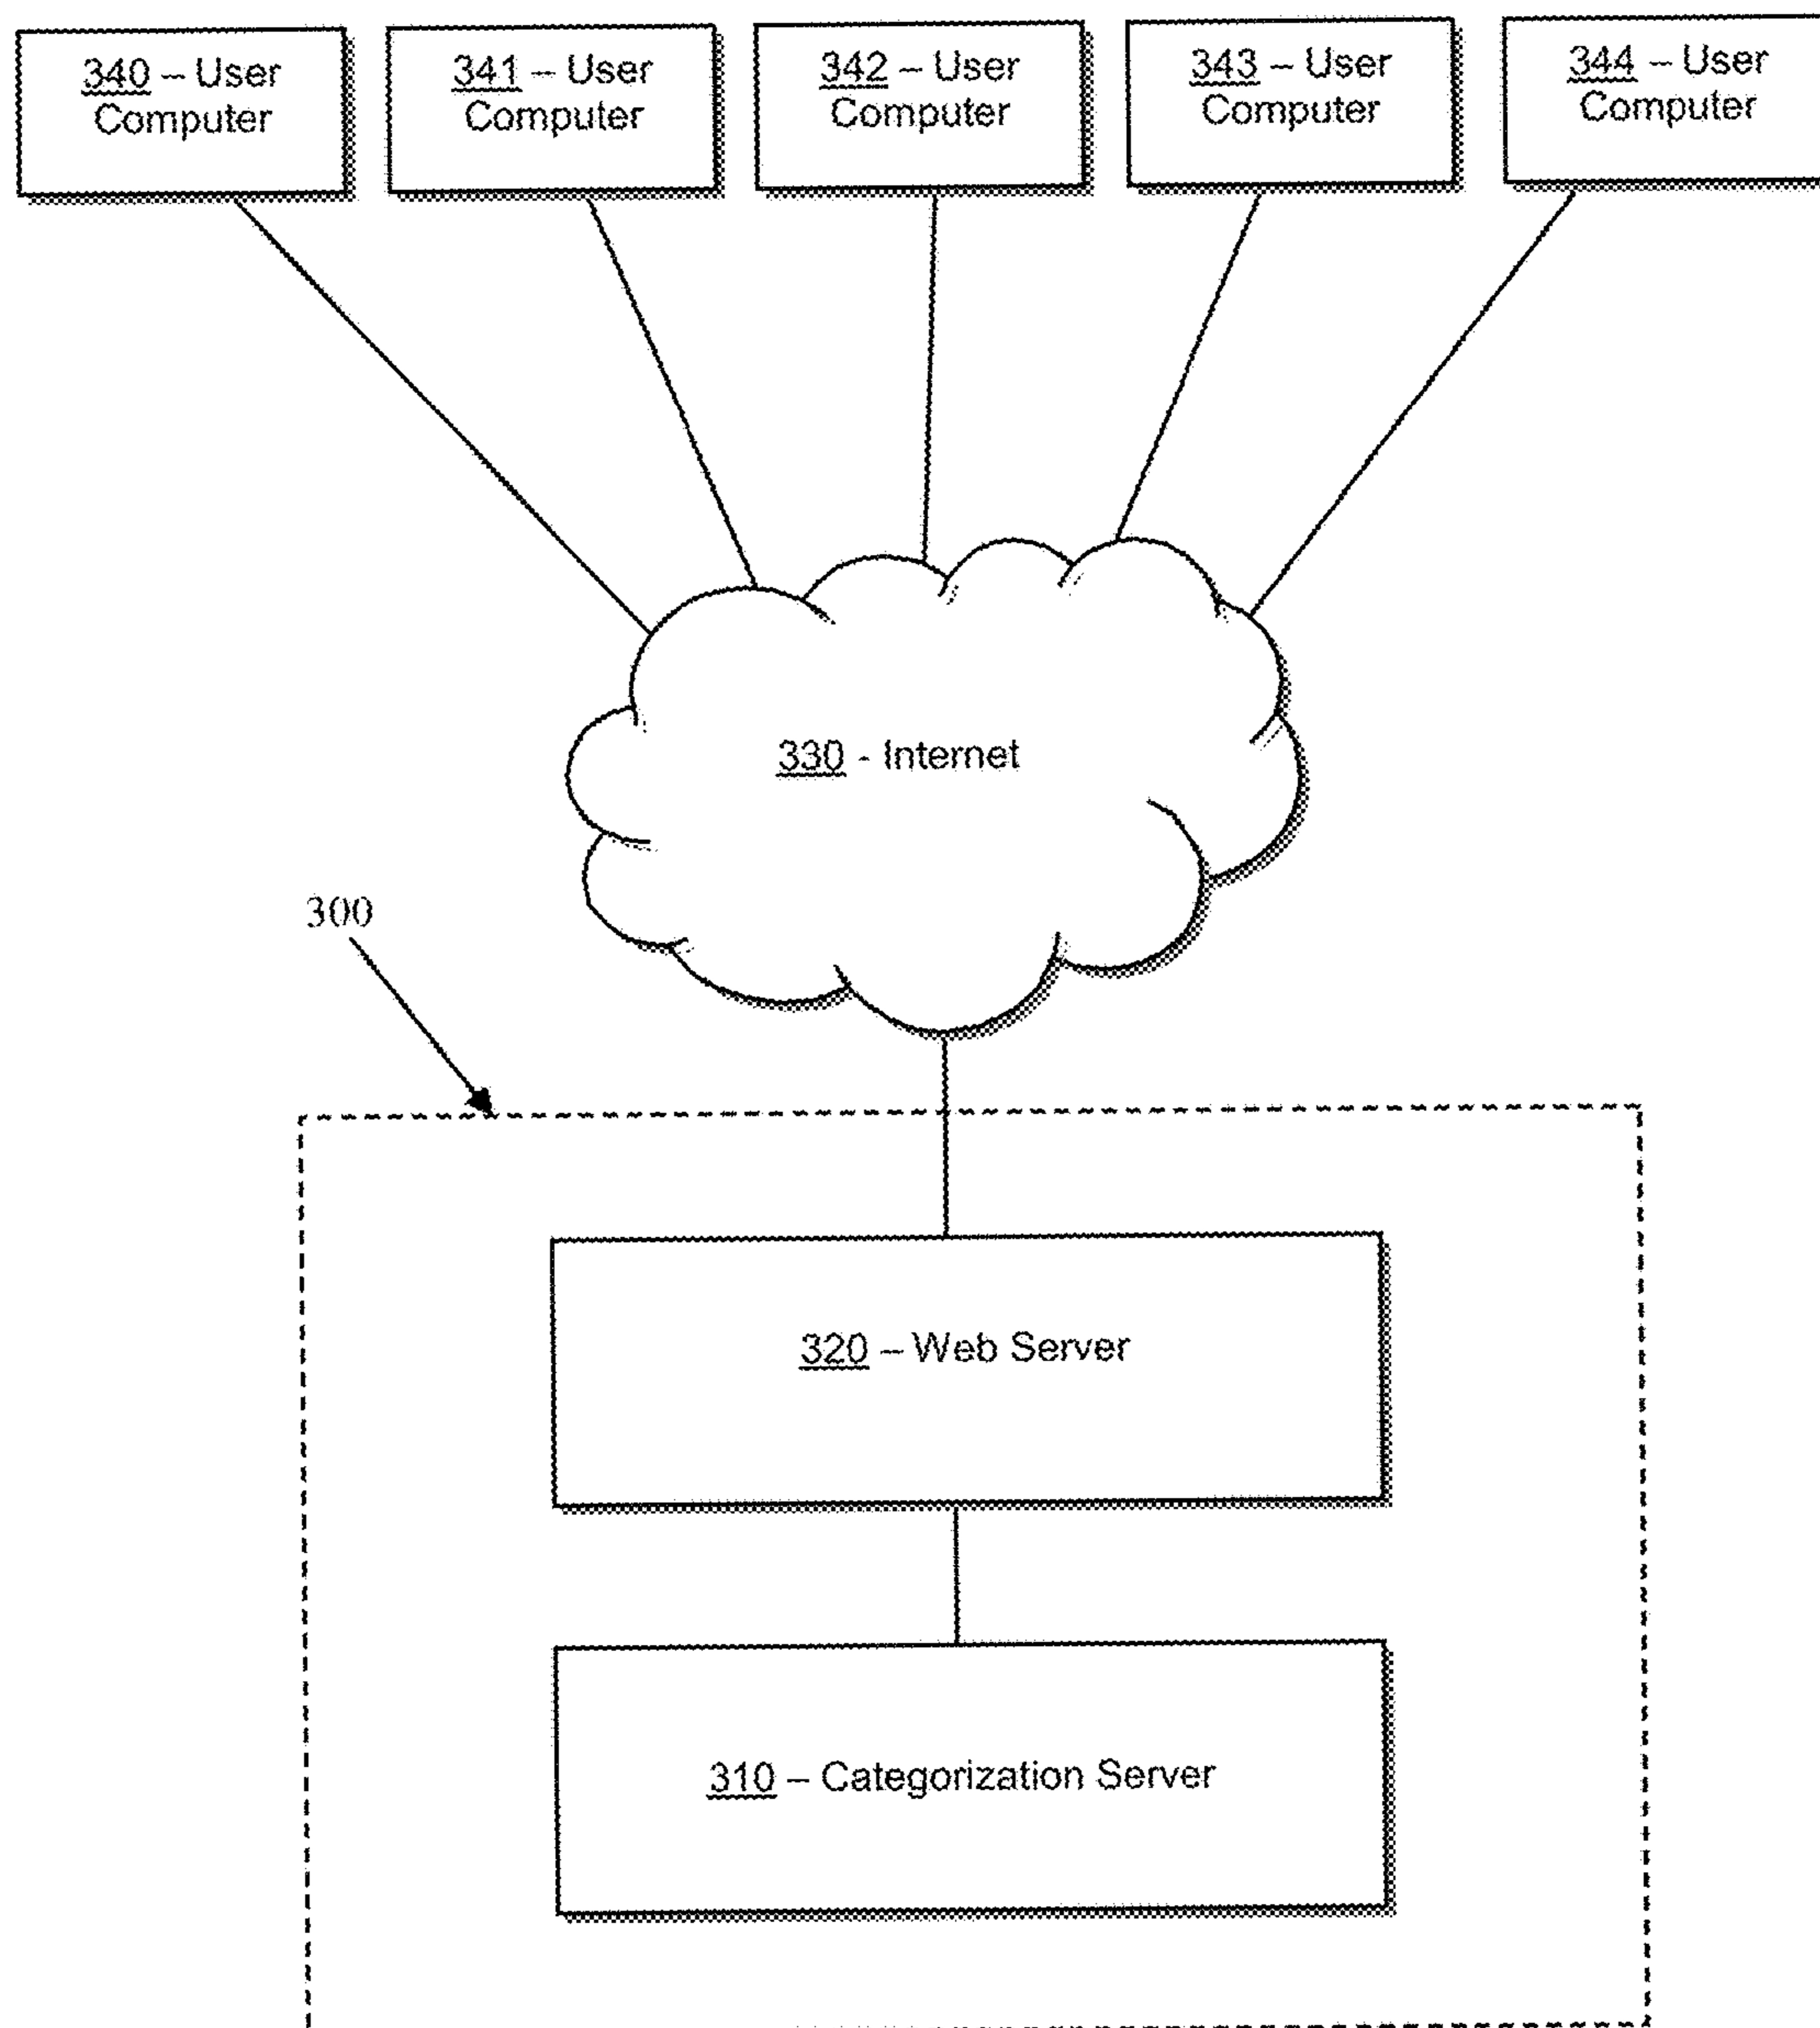 340 – User
Computer
341 – User
Computer
342 – User
Computer
343 – User
Computer
344 – User
Computer
330 - Internet
300
320 – Web Server
310 – Categorization Server